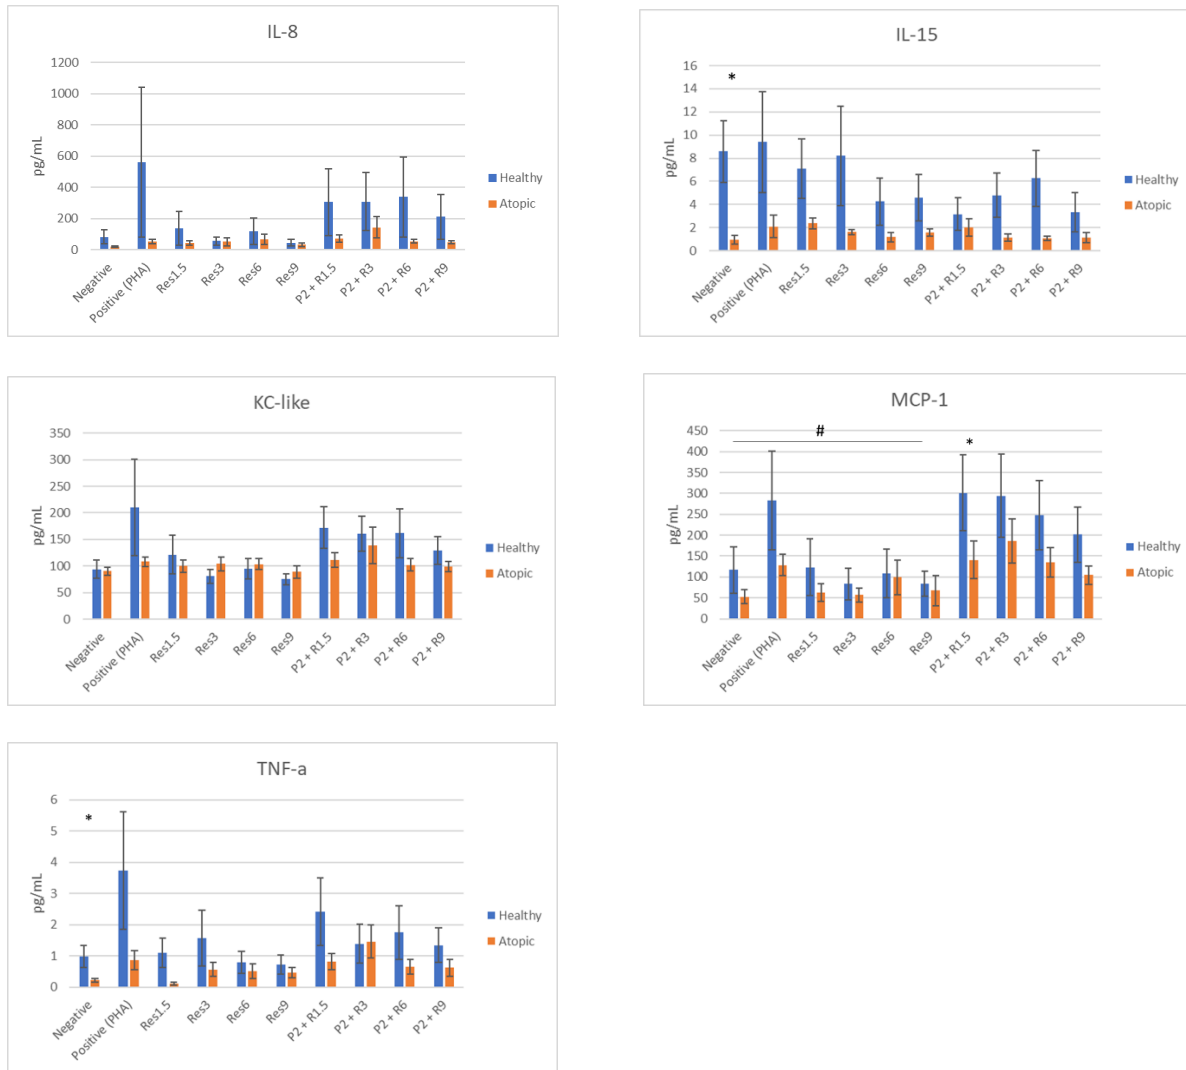 IL-8
1200
1000
800
600
400
200
0
pg/mL
Negative
Positive (PHA)
Res1.5
Res3
Res6
Res9
P2 + R1.5
P2 + R3
P2 + R6
P2 + R9
Healthy
Atopic
IL-15
16
14
12
10
8
6
4
2
0
pg/mL
*
Negative
Positive (PHA)
Res1.5
Res3
Res6
Res9
P2 + R1.5
P2 + R3
P2 + R6
P2 + R9
Healthy
Atopic
KC-like
350
300
250
200
150
100
50
0
pg/mL
Negative
Positive (PHA)
Res1.5
Res3
Res6
Res9
P2 + R1.5
P2 + R3
P2 + R6
P2 + R9
Healthy
Atopic
MCP-1
450
400
350
300
250
200
150
100
50
0
pg/mL
#
*
Negative
Positive (PHA)
Res1.5
Res3
Res6
Res9
P2 + R1.5
P2 + R3
P2 + R6
P2 + R9
Healthy
Atopic
TNF-a
6
5
4
3
2
1
0
pg/mL
*
Negative
Positive (PHA)
Res1.5
Res3
Res6
Res9
P2 + R1.5
P2 + R3
P2 + R6
P2 + R9
Healthy
Atopic